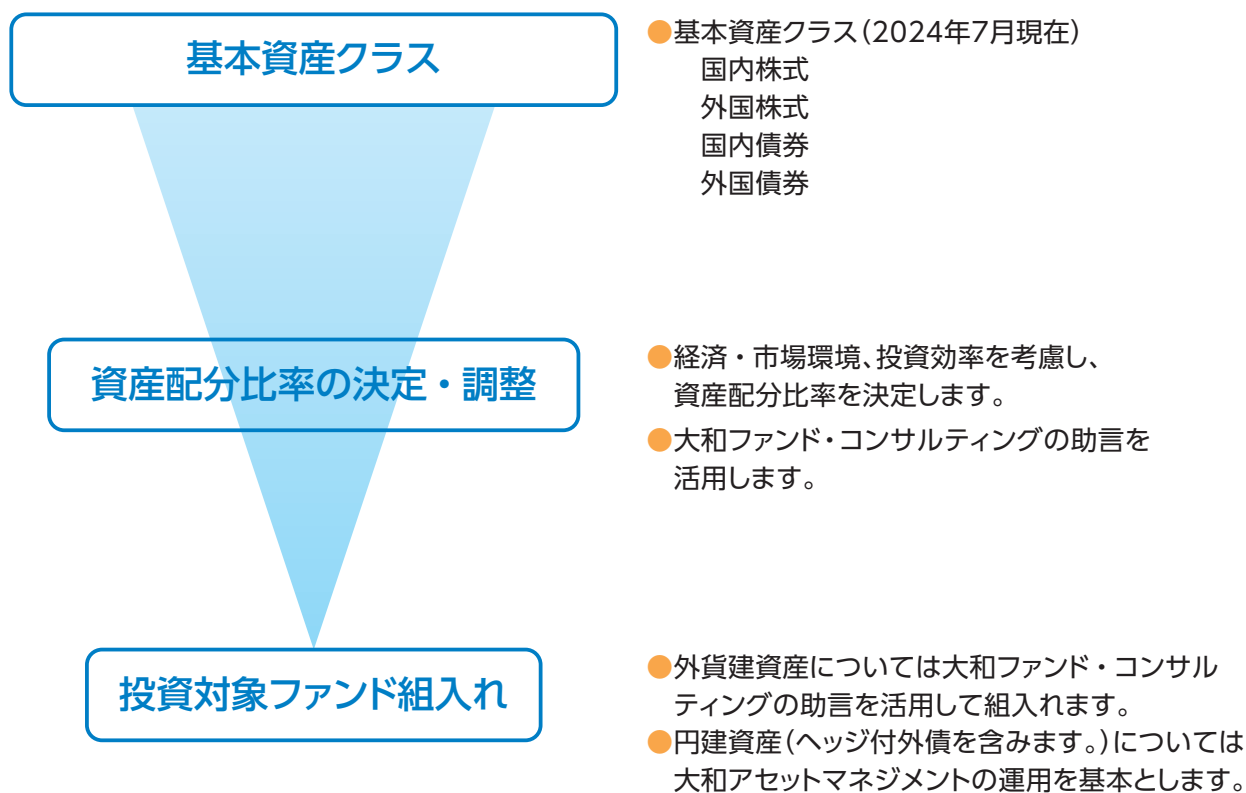 基本資産クラス
●基本資産クラス(2024年7月現在)
国内株式
外国株式
国内債券
外国債券
資産配分比率の決定・調整
●経済・市場環境、投資効率を考慮し、
資産配分比率を決定します。
●大和ファンド・コンサルティングの助言を
活用します。
投資対象ファンド組入れ
●外貨建資産については大和ファンド・コンサル
ティングの助言を活用して組入れます。
●円建資産(ヘッジ付外債を含みます。)については
大和アセットマネジメントの運用を基本とします。